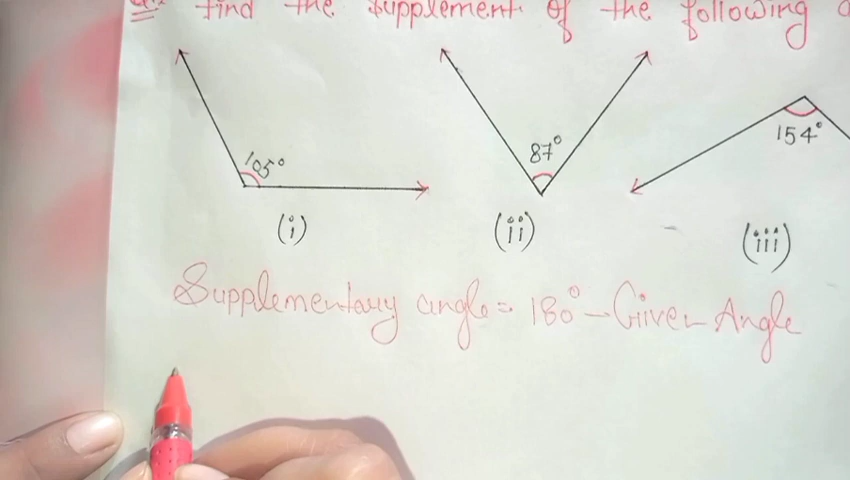 find the supplement of the following
105°
87°
154°
(i)
(ii)
(iii)
Supplementary angle = 180° - Given Angle